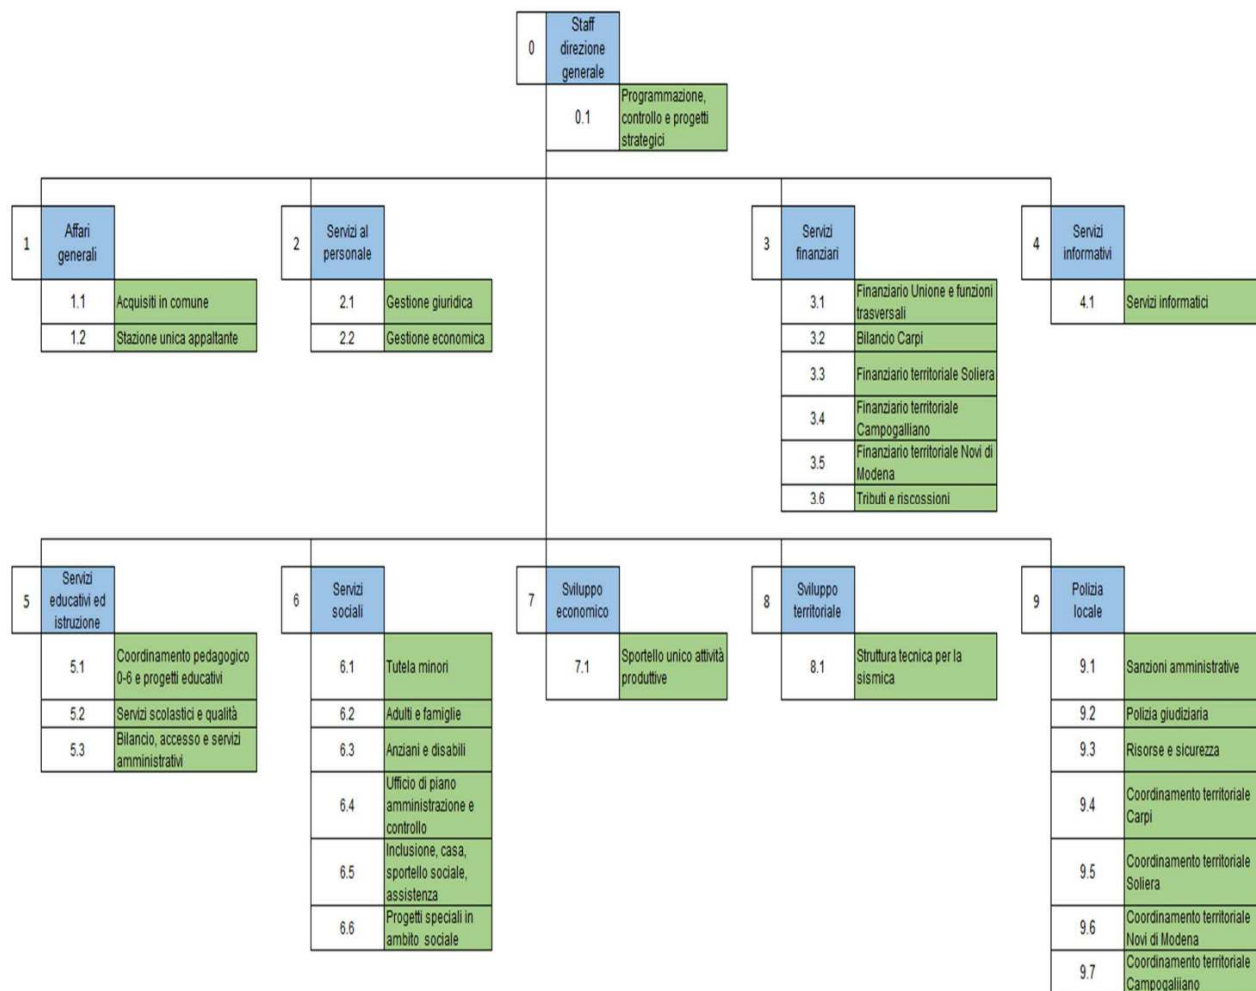 0
Staff
direzione
generale
0.1
Programmazione,
controllo e progetti
strategici
1
Affari
generali
1.1
Acquisiti in comune
1.2
Stazione unica appaltante
2
Servizi al
personale
2.1
Gestione giuridica
2.2
Gestione economica
3
Servizi
finanziari
3.1
Finanziario Unione e funzioni
trasversali
3.2
Bilancio Carpi
3.3
Finanziario territoriale Soliera
3.4
Finanziario territoriale
Campogalliano
3.5
Finanziario territoriale Novi di
Modena
3.6
Tributi e riscossioni
4
Servizi
informativi
4.1
Servizi informatici
5
Servizi
educativi ed
istruzione
5.1
Coordinamento pedagogico
0-6 e progetti educativi
5.2
Servizi scolastici e qualità
5.3
Bilancio, accesso e servizi
amministrativi
6
Servizi
sociali
6.1
Tutela minori
6.2
Adulti e famiglie
6.3
Anziani e disabili
6.4
Ufficio di piano
amministrazione e
controllo
6.5
Inclusione, casa,
sportello sociale,
assistenza
6.6
Progetti speciali in
ambito sociale
7
Sviluppo
economico
7.1
Sportello unico attività
produttive
8
Sviluppo
territoriale
8.1
Struttura tecnica per la
sismica
9
Polizia
locale
9.1
Sanzioni amministrative
9.2
Polizia giudiziaria
9.3
Risorse e sicurezza
9.4
Coordinamento territoriale
Carpi
9.5
Coordinamento territoriale
Soliera
9.6
Coordinamento territoriale
Novi di Modena
9.7
Coordinamento territoriale
Campogaliiano